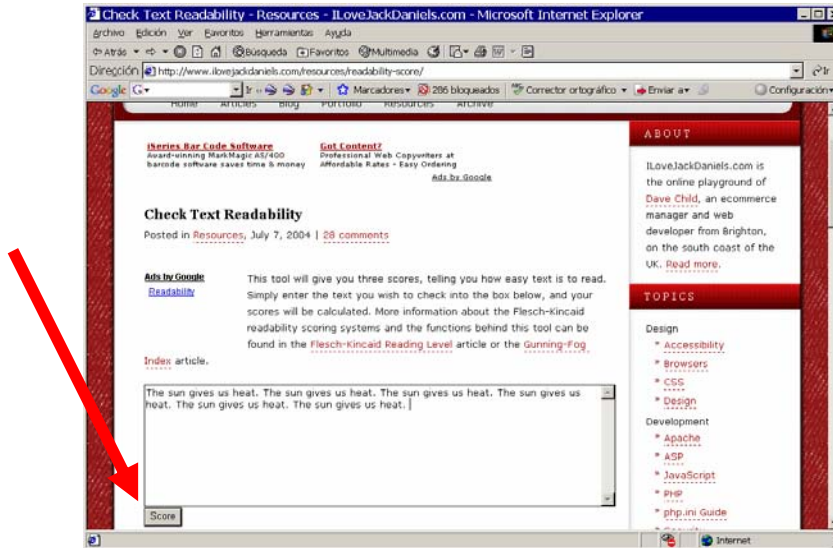 Check Text Readability - Resources - ILoveJackDaniels.com - Microsoft Internet Explorer
Archivo Edición Ver Favoritos Herramientas Ayuda
Atrás Búsqueda Favoritos Multimedia
Dirección http://www.ilovejackdaniels.com/resources/readability-score/ Ir
Google G Ir Marcadores 286 bloqueados Corrector ortográfico Enviar a Configuración
Home Articles Blog Portfolio Resources Archive
iSeries Bar Code Software
Award-winning MarkMagic AS/400
barcode software saves time & money
Got Content?
Professional Web Copywriters at
Affordable Rates - Easy Ordering
Ads by Google
Check Text Readability
Posted in Resources, July 7, 2004 | 28 comments
Ads by Google
Readability
This tool will give you three scores, telling you how easy text is to read.
Simply enter the text you wish to check into the box below, and your
scores will be calculated. More information about the Flesch-Kincaid
readability scoring systems and the functions behind this tool can be
found in the Flesch-Kincaid Reading Level article or the Gunning-Fog
Index article.
The sun gives us heat. The sun gives us heat. The sun gives us heat. The sun gives us
heat. The sun gives us heat. The sun gives us heat.
Score
ABOUT
ILoveJackDaniels.com is
the online playground of
Dave Child, an ecommerce
manager and web
developer from Brighton,
on the south coast of the
UK. Read more.
TOPICS
Design
* Accessibility
* Browsers
* CSS
* Design
Development
* Apache
* ASP
* JavaScript
* PHP
* php.ini Guide
Internet